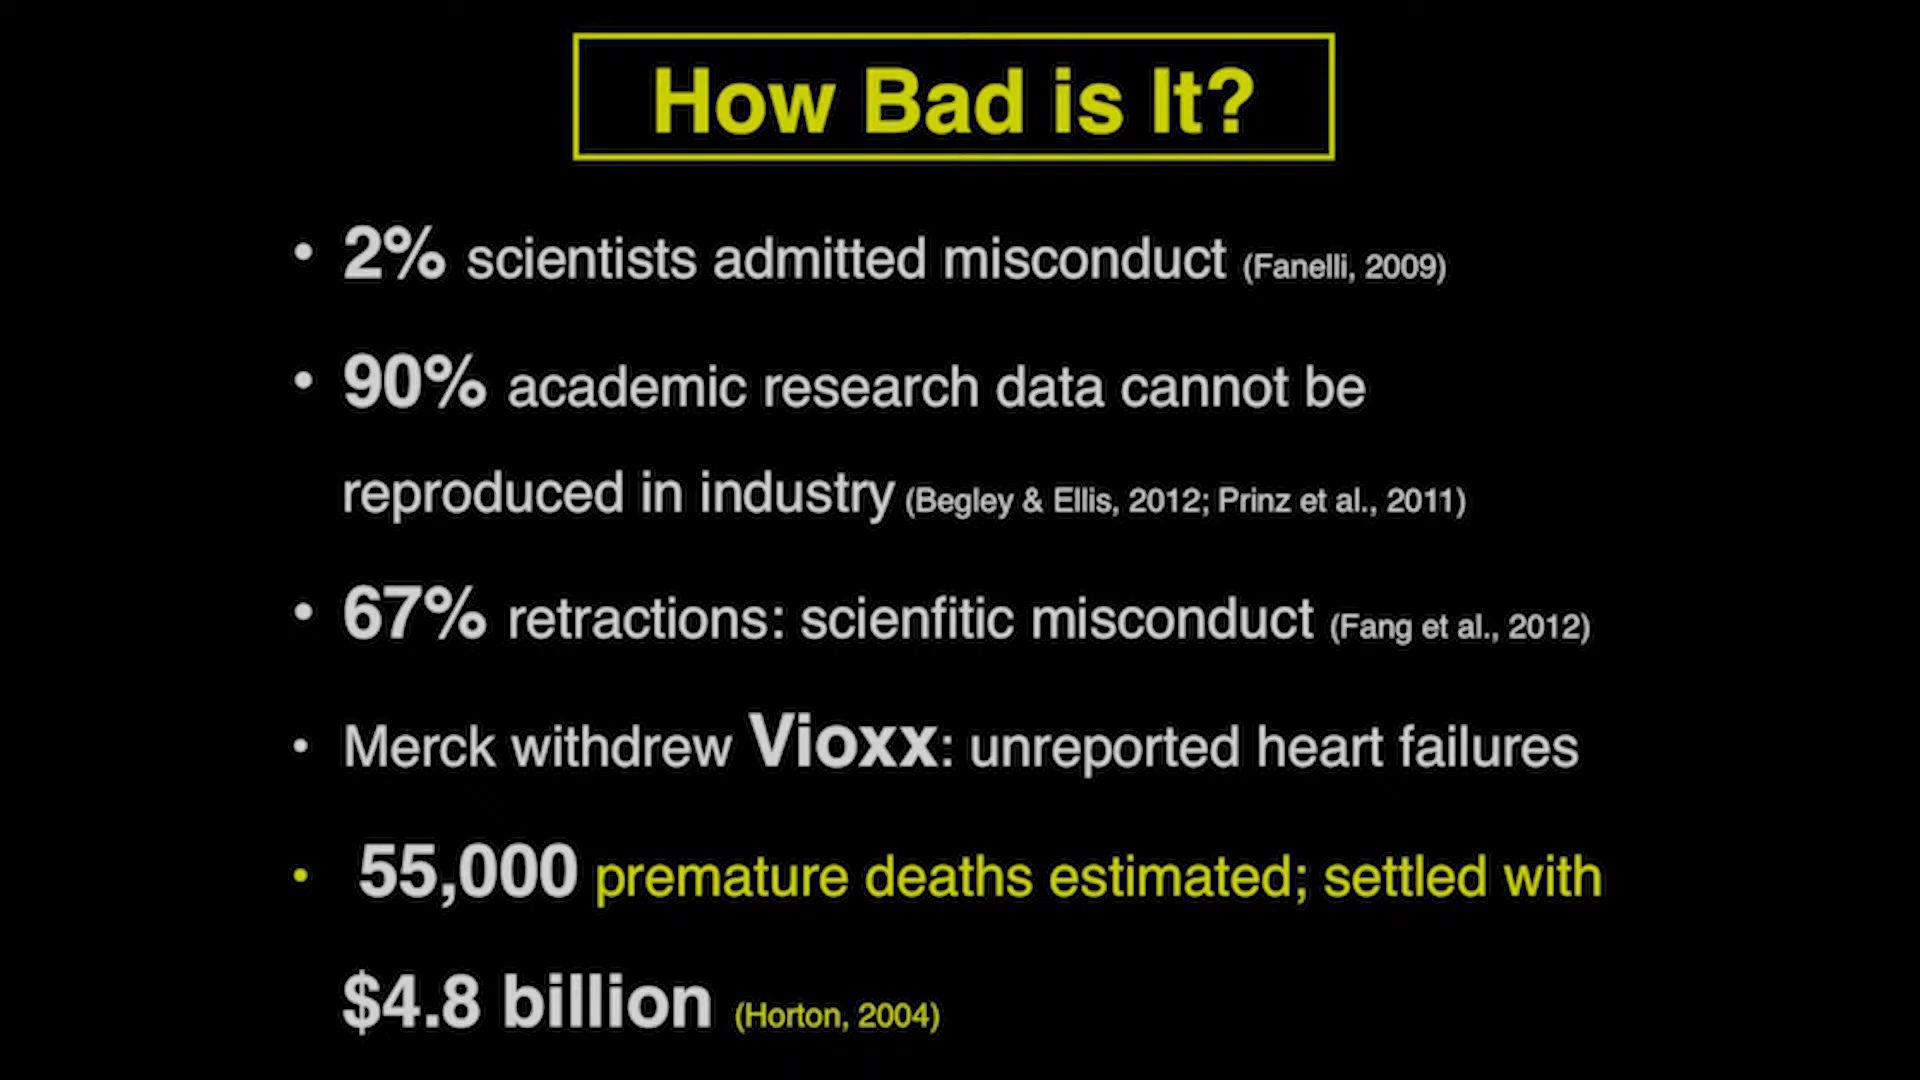 How Bad is It?
• 2% scientists admitted misconduct (Fanelli, 2009)
• 90% academic research data cannot be
reproduced in industry (Begley & Ellis, 2012; Prinz et al., 2011)
• 67% retractions: scienfitic misconduct (Fang et al., 2012)
• Merck withdrew Vioxx: unreported heart failures
• 55,000 premature deaths estimated; settled with
$4.8 billion (Horton, 2004)